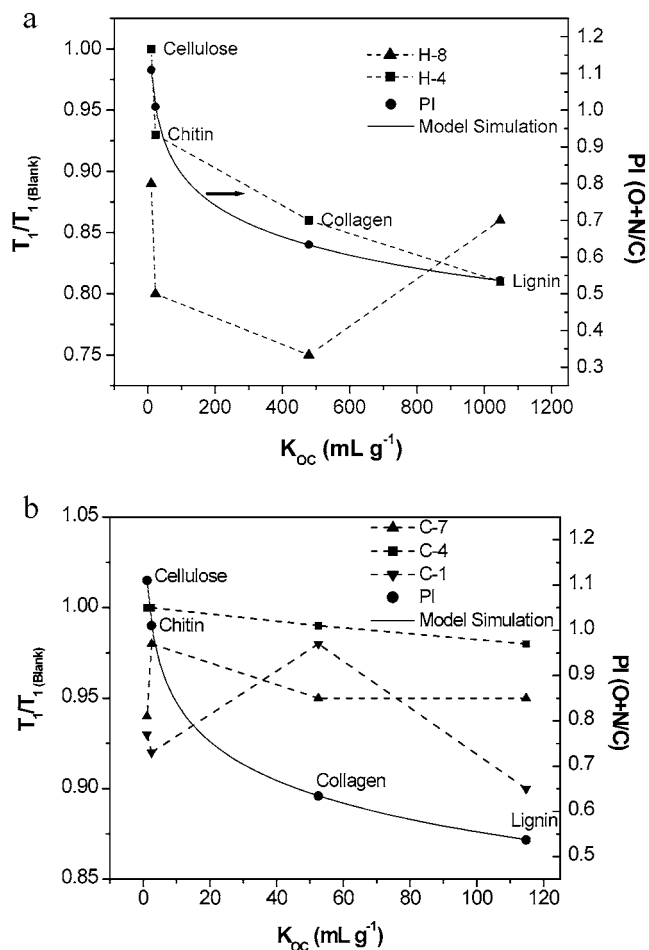 a
1.00
0.95
0.90
0.85
0.80
0.75
T1/T1 (Blank)
Cellulose
Chitin
Collagen
Lignin
H-8
H-4
PI
Model Simulation
1.2
1.1
1.0
0.9
0.8
0.7
0.6
0.5
0.4
0.3
PI (O+N/C)
0 200 400 600 800 1000 1200
KOC (mL g-1)
b
1.05
1.00
0.95
0.90
0.85
T1/T1 (Blank)
Cellulose
Chitin
Collagen
Lignin
C-7
C-4
C-1
PI
Model Simulation
1.2
1.1
1.0
0.9
0.8
0.7
0.6
0.5
PI (O+N/C)
0 20 40 60 80 100 120
KOC (mL g-1)